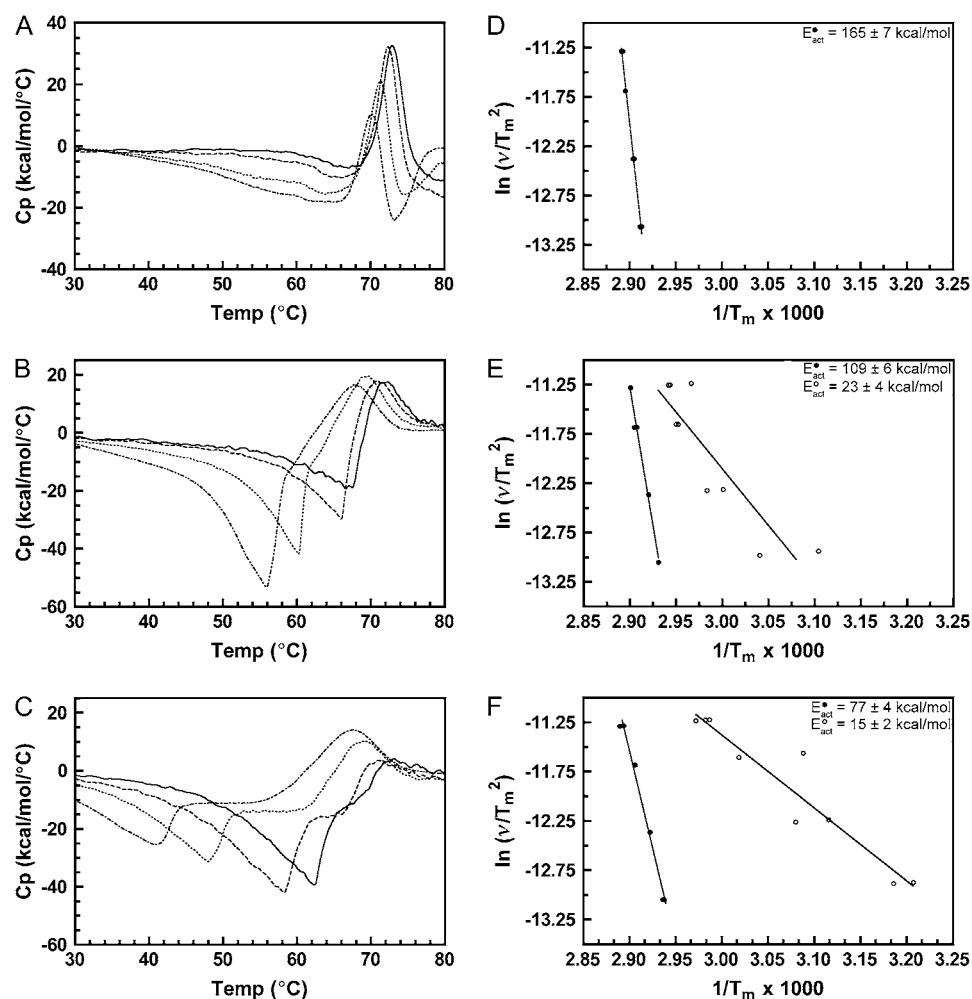 A
Cp (kcal/mol/°C)
40
20
0
-20
-40
30 40 50 60 70 80
Temp (°C)
D
E●act = 165 ± 7 kcal/mol
ln (ν/Tm²)
-11.25
-11.75
-12.25
-12.75
-13.25
2.85 2.90 2.95 3.00 3.05 3.10 3.15 3.20 3.25
1/Tm x 1000
B
Cp (kcal/mol/°C)
20
0
-20
-40
-60
30 40 50 60 70 80
Temp (°C)
E
E●act = 109 ± 6 kcal/mol
E○act = 23 ± 4 kcal/mol
ln (ν/Tm²)
-11.25
-11.75
-12.25
-12.75
-13.25
2.85 2.90 2.95 3.00 3.05 3.10 3.15 3.20 3.25
1/Tm x 1000
C
Cp (kcal/mol/°C)
20
0
-20
-40
-60
30 40 50 60 70 80
Temp (°C)
F
E●act = 77 ± 4 kcal/mol
E○act = 15 ± 2 kcal/mol
ln (ν/Tm²)
-11.25
-11.75
-12.25
-12.75
-13.25
2.85 2.90 2.95 3.00 3.05 3.10 3.15 3.20 3.25
1/Tm x 1000